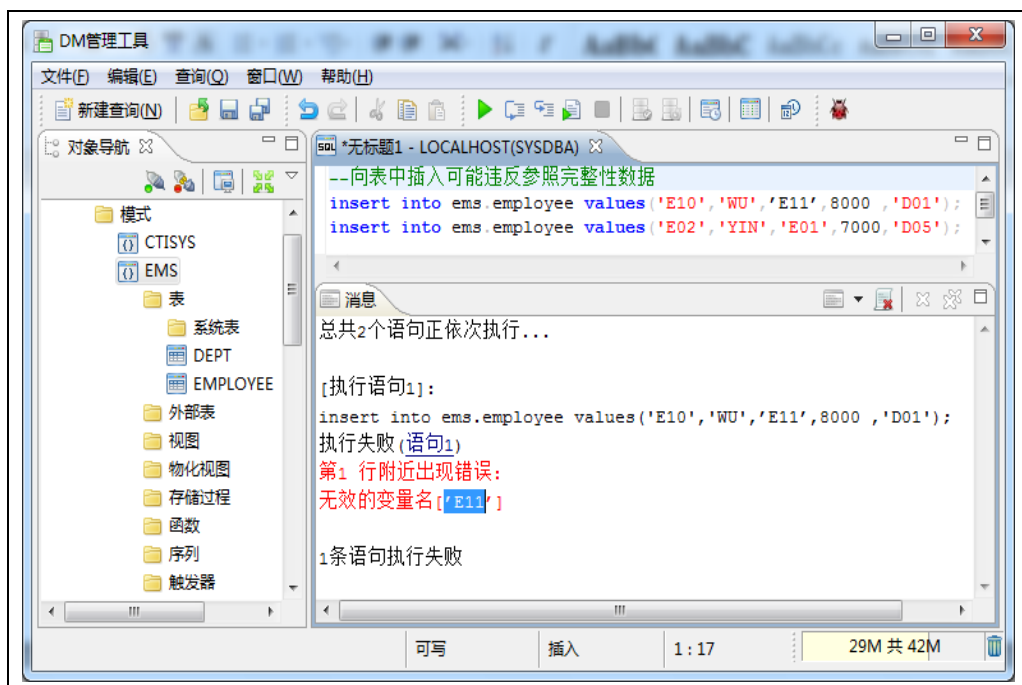 DM管理工具
文件(F) 编辑(E) 查询(Q) 窗口(W) 帮助(H)
新建查询(N)
对象导航
模式
CTISYS
EMS
表
系统表
DEPT
EMPLOYEE
外部表
视图
物化视图
存储过程
函数
序列
触发器
*无标题1 - LOCALHOST(SYSDBA)
--向表中插入可能违反参照完整性数据
insert into ems.employee values('E10','WU',’E11’,8000 ,'D01');
insert into ems.employee values('E02','YIN','E01',7000,'D05');
消息
总共2个语句正依次执行...
[执行语句1]:
insert into ems.employee values('E10','WU',’E11’,8000 ,'D01');
执行失败(语句1)
第1 行附近出现错误:
无效的变量名[’E11’]
1条语句执行失败
可写 插入 1 : 17 29M 共 42M